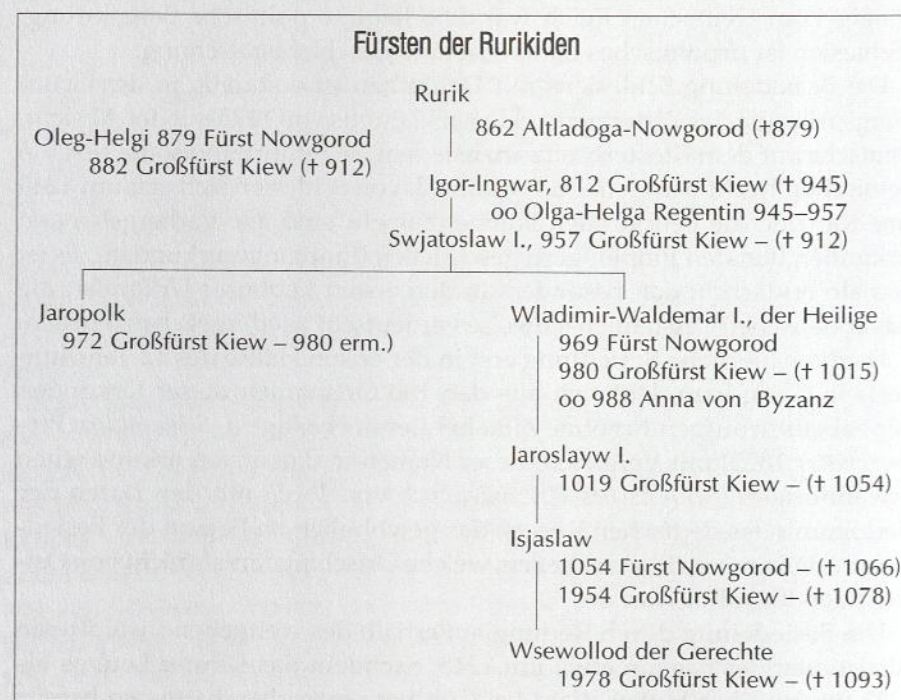 Fürsten der Rurikiden
Rurik
862 Altladoga-Nowgorod (†879)
Oleg-Helgi 879 Fürst Nowgorod
882 Großfürst Kiew († 912)
Igor-Ingwar, 812 Großfürst Kiew († 945)
oo Olga-Helga Regentin 945–957
Swjatoslaw I., 957 Großfürst Kiew – († 912)
Jaropolk
972 Großfürst Kiew – 980 erm.)
Wladimir-Waldemar I., der Heilige
969 Fürst Nowgorod
980 Großfürst Kiew – († 1015)
oo 988 Anna von Byzanz
Jaroslayw I.
1019 Großfürst Kiew – († 1054)
Isjaslaw
1054 Fürst Nowgorod – († 1066)
1954 Großfürst Kiew – († 1078)
Wsewollod der Gerechte
1978 Großfürst Kiew – († 1093)